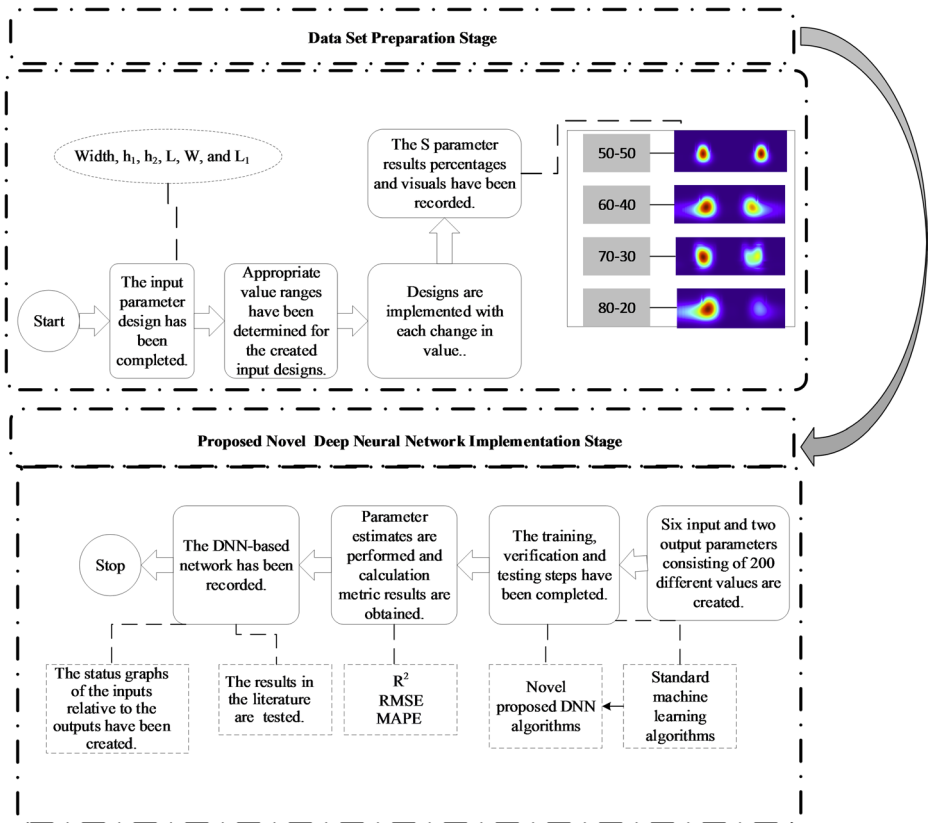 Data Set Preparation Stage
Width, h₁, h₂, L, W, and L₁
Start
The input
parameter
design has
been
completed.
Appropriate
value ranges
have been
determined for
the created
input designs.
Designs are
implemented with
each change in
value..
The S parameter
results percentages
and visuals have been
recorded.
50-50
60-40
70-30
80-20
Proposed Novel Deep Neural Network Implementation Stage
Six input and two
output parameters
consisting of 200
different values are
created.
The training,
verification and
testing steps have
been completed.
Parameter
estimates are
performed and
calculation
metric results are
obtained.
The DNN-based
network has been
recorded.
Stop
The status graphs
of the inputs
relative to the
outputs have been
created.
The results in
the literature
are tested.
R²
RMSE
MAPE
Novel
proposed DNN
algorithms
Standard
machine
learning
algorithms